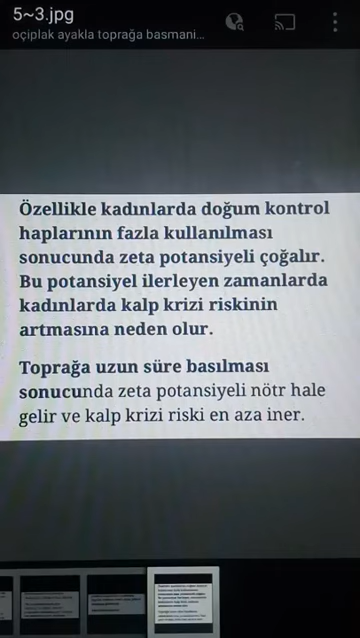 5~3.jpg
oçiplak ayakla toprağa basmani...
Özellikle kadınlarda doğum kontrol
haplarının fazla kullanılması
sonucunda zeta potansiyeli çoğalır.
Bu potansiyel ilerleyen zamanlarda
kadınlarda kalp krizi riskinin
artmasına neden olur.
Toprağa uzun süre basılması
sonucunda zeta potansiyeli nötr hale
gelir ve kalp krizi riski en aza iner.